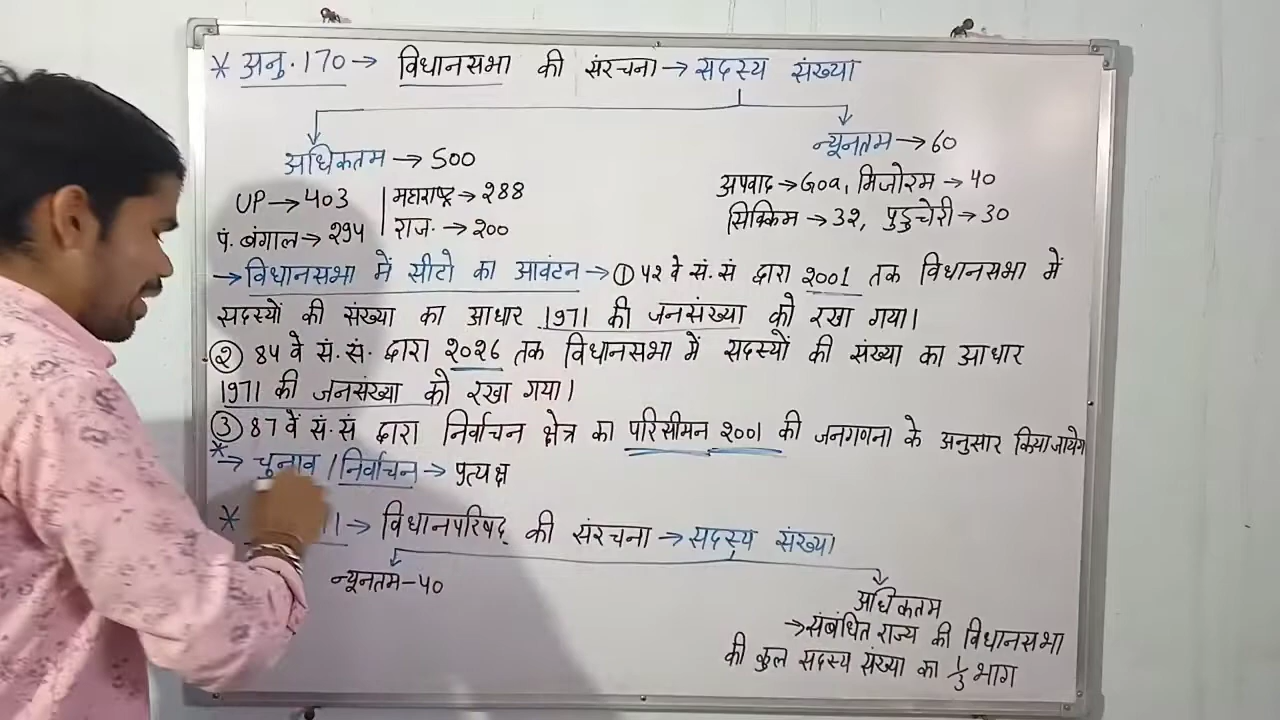 * अनु. 170 → विधानसभा की संरचना → सदस्य संख्या
अधिकतम → 500
न्यूनतम → 60
UP → 403 | महाराष्ट्र → 288
पं. बंगाल → 294 | राज. → 200
अपवाद → Goa, मिजोरम → 40
सिक्किम → 32, पुडुचेरी → 30
→ विधानसभा में सीटो का आवंटन → ① 42 वे सं.सं द्वारा 2001 तक विधानसभा में
सदस्यों की संख्या का आधार 1971 की जनसंख्या को रखा गया।
② 84 वे सं.सं. द्वारा 2026 तक विधानसभा में सदस्यों की संख्या का आधार
1971 की जनसंख्या को रखा गया।
③ 87 वें सं.सं द्वारा निर्वाचन क्षेत्र का परिसीमन 2001 की जनगणना के अनुसार किया जायेगा
* → चुनाव / निर्वाचन → प्रत्यक्ष
* 1 → विधानपरिषद् की संरचना → सदस्य संख्या
न्यूनतम - 40
अधिकतम
→ संबंधित राज्य की विधानसभा
की कुल सदस्य संख्या का 1/3 भाग